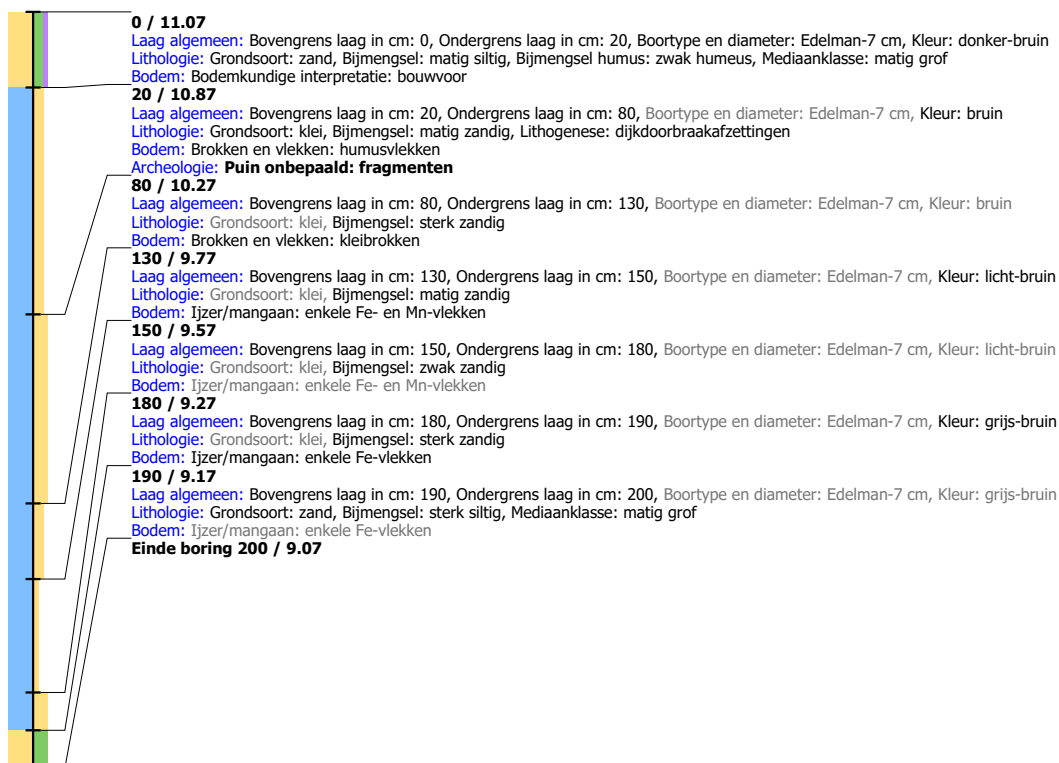 0 / 11.07
Laag algemeen: Bovengrens laag in cm: 0, Ondergrens laag in cm: 20, Boortype en diameter: Edelman-7 cm, Kleur: donker-bruin
Lithologie: Grondsoort: zand, Bijmengsel: matig siltig, Bijmengsel humus: zwak humeus, Mediaanklasse: matig grof
Bodem: Bodemkundige interpretatie: bouwvoor
20 / 10.87
Laag algemeen: Bovengrens laag in cm: 20, Ondergrens laag in cm: 80, Boortype en diameter: Edelman-7 cm, Kleur: bruin
Lithologie: Grondsoort: klei, Bijmengsel: matig zandig, Lithogenese: dijkdoorbraakafzettingen
Bodem: Brokken en vlekken: humusvlekken
Archeologie: Puin onbepaald: fragmenten
80 / 10.27
Laag algemeen: Bovengrens laag in cm: 80, Ondergrens laag in cm: 130, Boortype en diameter: Edelman-7 cm, Kleur: bruin
Lithologie: Grondsoort: klei, Bijmengsel: sterk zandig
Bodem: Brokken en vlekken: kleibrokken
130 / 9.77
Laag algemeen: Bovengrens laag in cm: 130, Ondergrens laag in cm: 150, Boortype en diameter: Edelman-7 cm, Kleur: licht-bruin
Lithologie: Grondsoort: klei, Bijmengsel: matig zandig
Bodem: Ijzer/mangaan: enkele Fe- en Mn-vlekken
150 / 9.57
Laag algemeen: Bovengrens laag in cm: 150, Ondergrens laag in cm: 180, Boortype en diameter: Edelman-7 cm, Kleur: licht-bruin
Lithologie: Grondsoort: klei, Bijmengsel: zwak zandig
Bodem: Ijzer/mangaan: enkele Fe- en Mn-vlekken
180 / 9.27
Laag algemeen: Bovengrens laag in cm: 180, Ondergrens laag in cm: 190, Boortype en diameter: Edelman-7 cm, Kleur: grijs-bruin
Lithologie: Grondsoort: klei, Bijmengsel: sterk zandig
Bodem: Ijzer/mangaan: enkele Fe-vlekken
190 / 9.17
Laag algemeen: Bovengrens laag in cm: 190, Ondergrens laag in cm: 200, Boortype en diameter: Edelman-7 cm, Kleur: grijs-bruin
Lithologie: Grondsoort: zand, Bijmengsel: sterk siltig, Mediaanklasse: matig grof
Bodem: Ijzer/mangaan: enkele Fe-vlekken
Einde boring 200 / 9.07